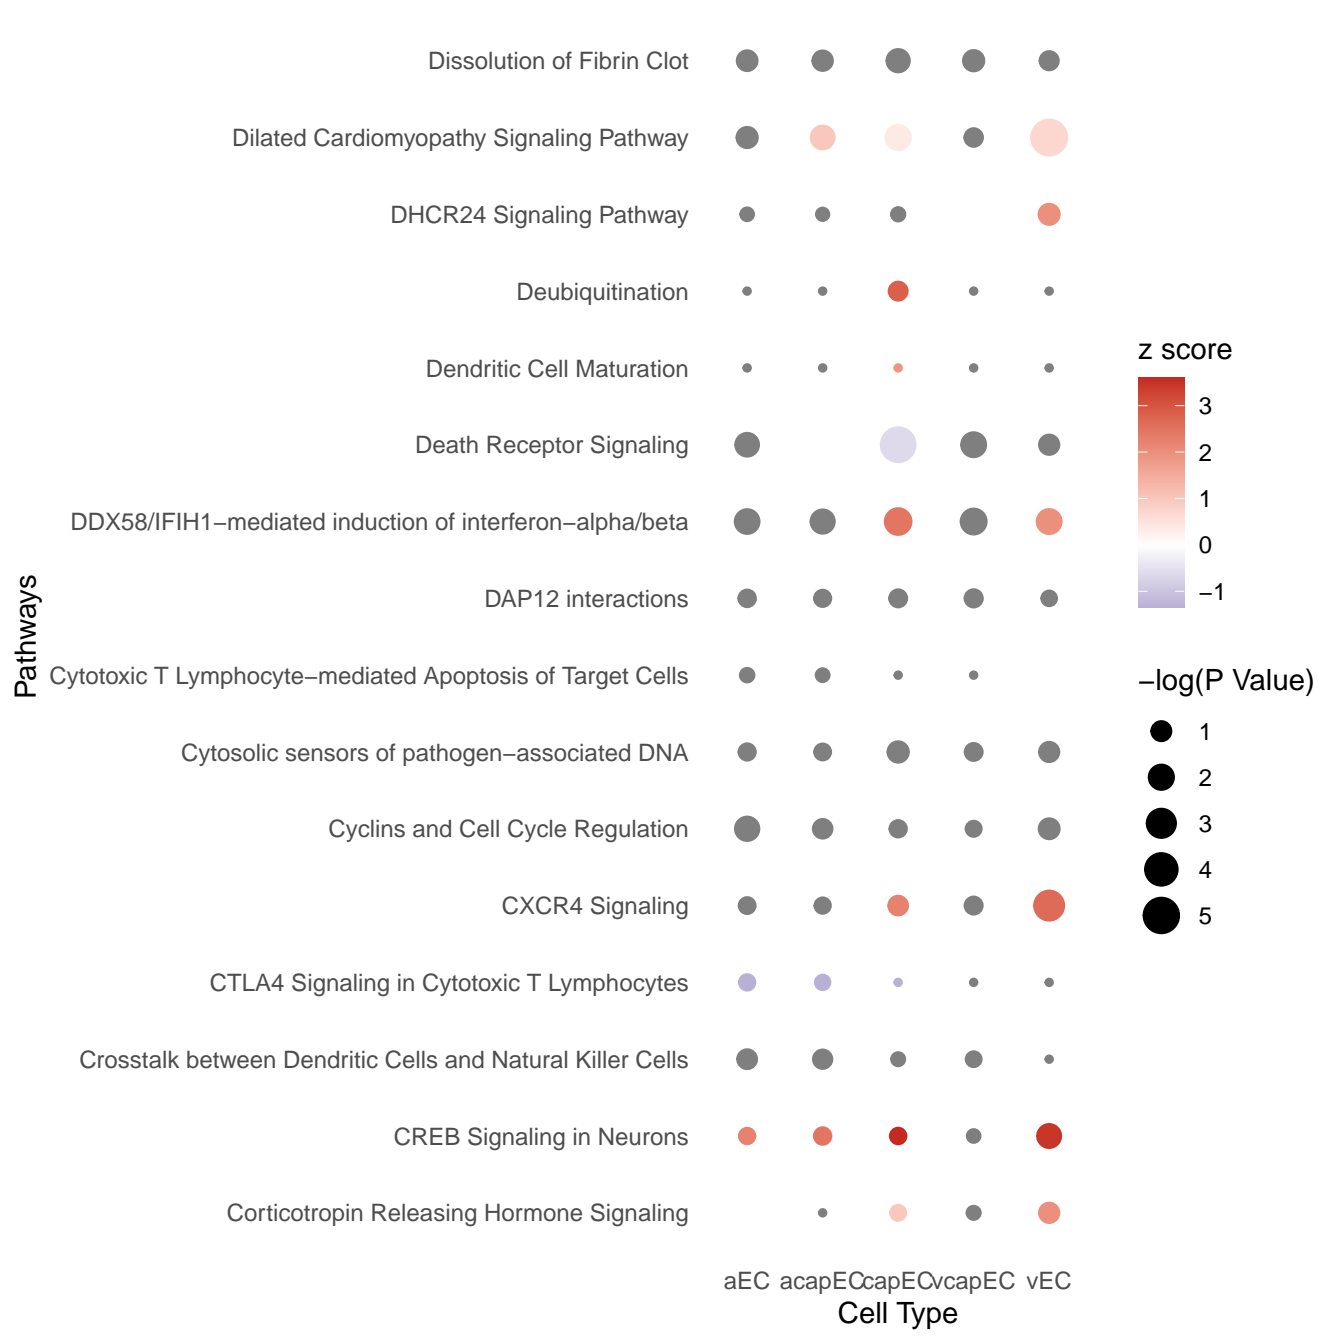 Dissolution of Fibrin Clot
Dilated Cardiomyopathy Signaling Pathway
DHCR24 Signaling Pathway
Deubiquitination
Dendritic Cell Maturation
Death Receptor Signaling
DDX58/IFIH1−mediated induction of interferon−alpha/beta
DAP12 interactions
Cytotoxic T Lymphocyte−mediated Apoptosis of Target Cells
Cytosolic sensors of pathogen−associated DNA
Cyclins and Cell Cycle Regulation
CXCR4 Signaling
CTLA4 Signaling in Cytotoxic T Lymphocytes
Crosstalk between Dendritic Cells and Natural Killer Cells
CREB Signaling in Neurons
Corticotropin Releasing Hormone Signaling
Pathways
aEC acapEC capEC vcapEC vEC
Cell Type
z score
3
2
1
0
−1
−log(P Value)
1
2
3
4
5